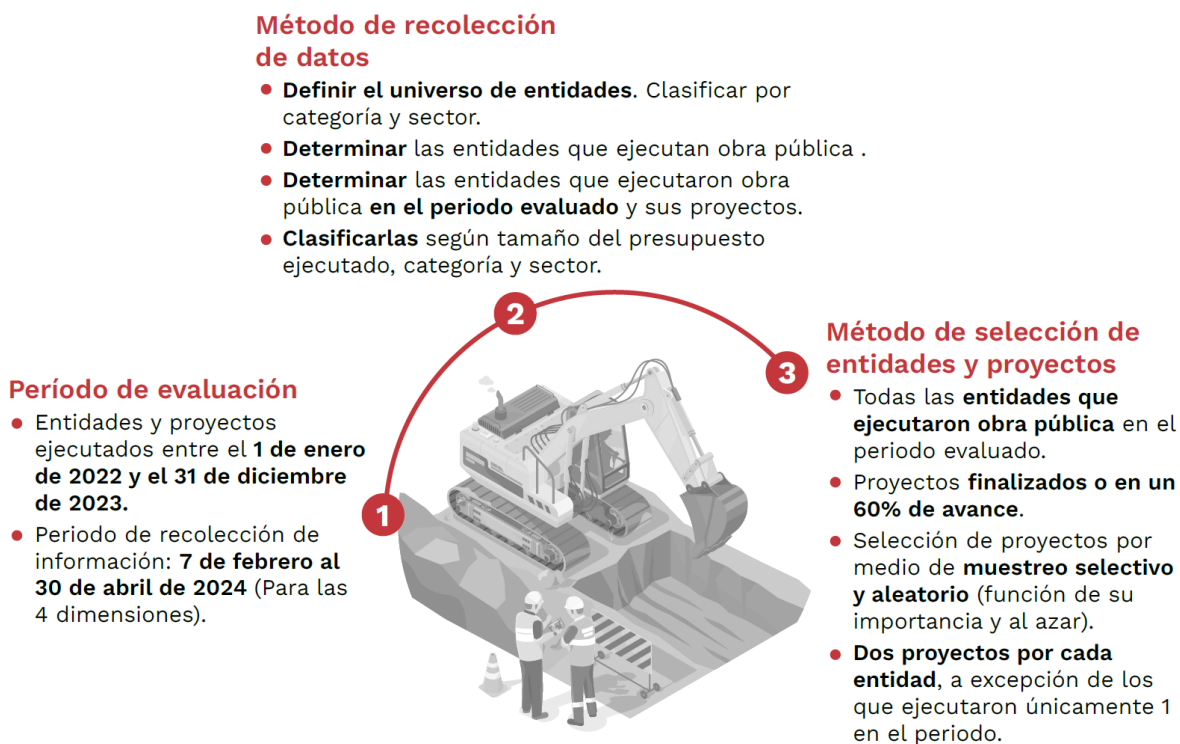 Método de recolección
de datos
• Definir el universo de entidades. Clasificar por
categoría y sector.
• Determinar las entidades que ejecutan obra pública .
• Determinar las entidades que ejecutaron obra
pública en el periodo evaluado y sus proyectos.
• Clasificarlas según tamaño del presupuesto
ejecutado, categoría y sector.
2
3
1
Período de evaluación
• Entidades y proyectos
ejecutados entre el 1 de enero
de 2022 y el 31 de diciembre
de 2023.
• Periodo de recolección de
información: 7 de febrero al
30 de abril de 2024 (Para las
4 dimensiones).
Método de selección de
entidades y proyectos
• Todas las entidades que
ejecutaron obra pública en el
periodo evaluado.
• Proyectos finalizados o en un
60% de avance.
• Selección de proyectos por
medio de muestreo selectivo
y aleatorio (función de su
importancia y al azar).
• Dos proyectos por cada
entidad, a excepción de los
que ejecutaron únicamente 1
en el periodo.